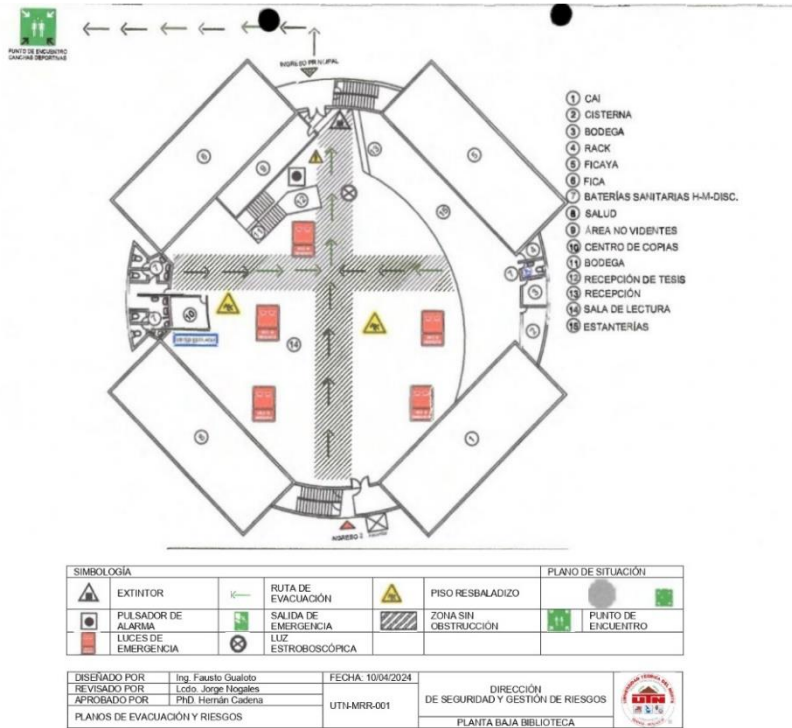 PUNTO DE ENCUENTRO
CANCHAS DEPORTIVAS
INGRESO PRINCIPAL
1 CAI
2 CISTERNA
3 BODEGA
4 RACK
5 FICAYA
6 FICA
7 BATERÍAS SANITARIAS H-M-DISC.
8 SALUD
9 ÁREA NO VIDENTES
10 CENTRO DE COPIAS
11 BODEGA
12 RECEPCIÓN DE TESIS
13 RECEPCIÓN
14 SALA DE LECTURA
15 ESTANTERÍAS
14
INGRESO 2
SIMBOLOGÍA
PLANO DE SITUACIÓN
EXTINTOR
RUTA DE EVACUACIÓN
PISO RESBALADIZO
PULSADOR DE ALARMA
SALIDA DE EMERGENCIA
ZONA SIN OBSTRUCCIÓN
PUNTO DE ENCUENTRO
LUCES DE EMERGENCIA
LUZ ESTROBOSCÓPICA
DISEÑADO POR Ing. Fausto Gualoto
REVISADO POR Lcdo. Jorge Nogales
APROBADO POR PhD. Hernán Cadena
PLANOS DE EVACUACIÓN Y RIESGOS
FECHA: 10/04/2024
UTN-MRR-001
DIRECCIÓN
DE SEGURIDAD Y GESTIÓN DE RIESGOS
PLANTA BAJA BIBLIOTECA
UTN